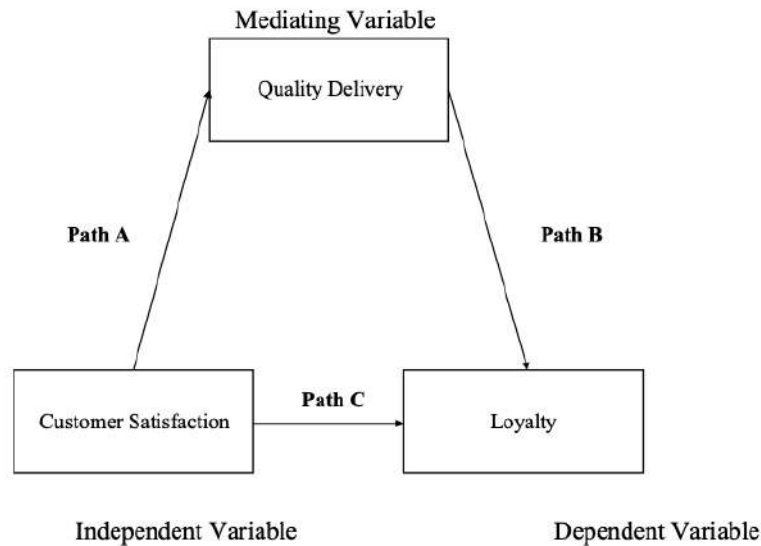 Mediating Variable
Quality Delivery
Path A
Path B
Customer Satisfaction
Path C
Loyalty
Independent Variable
Dependent Variable